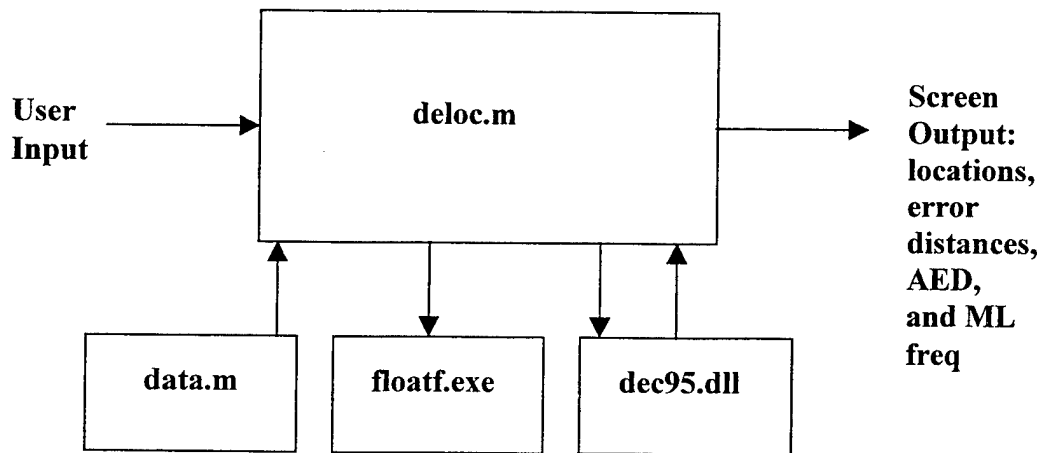 User
Input
deloc.m
Screen
Output:
locations,
error
distances,
AED,
and ML
freq
data.m
floatf.exe
dec95.dll